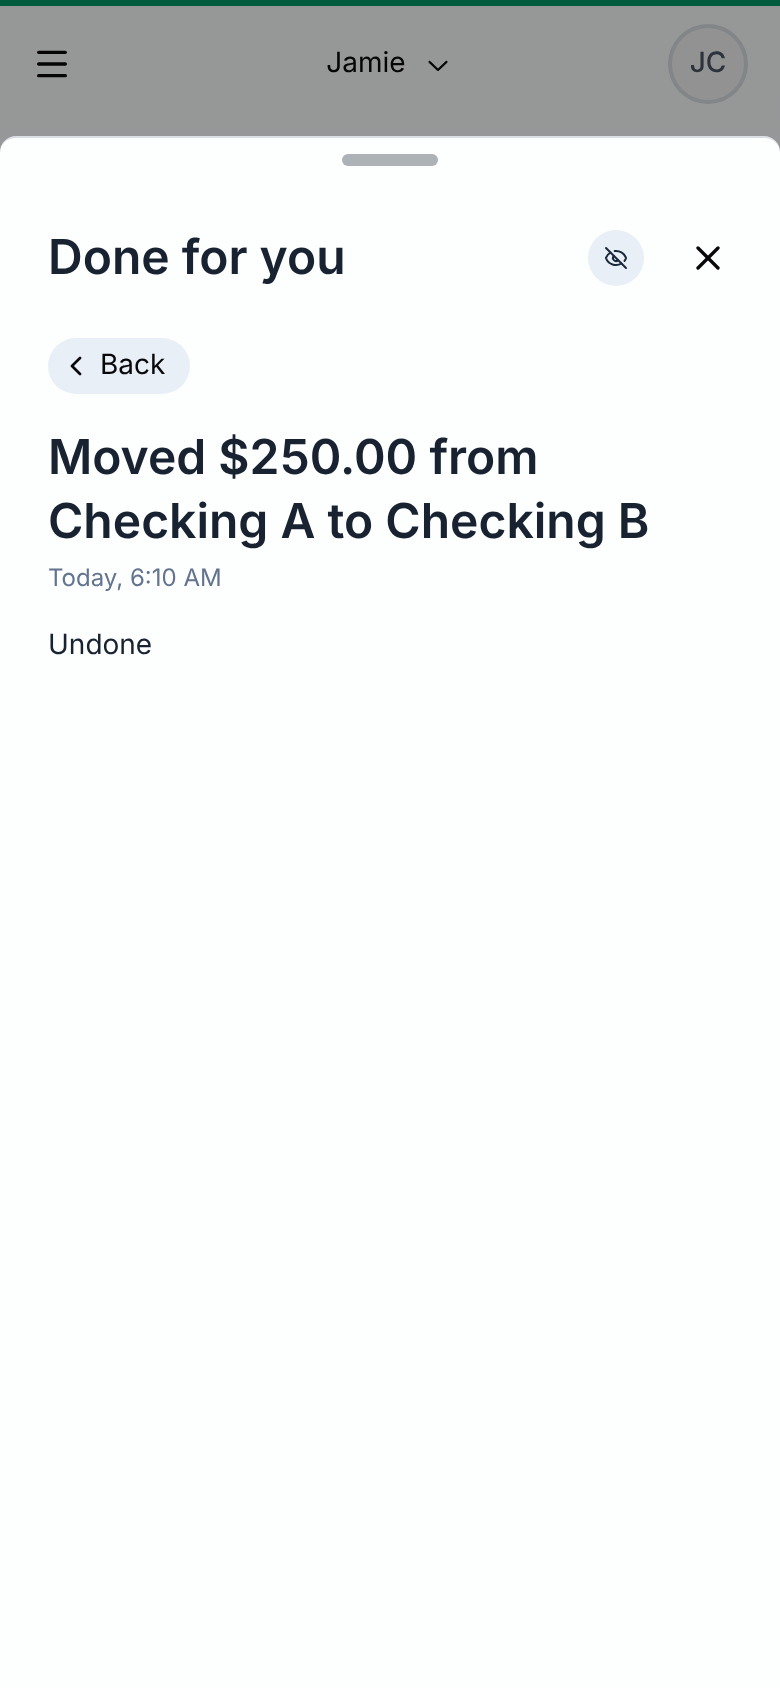 Jamie
JC
Done for you
Back
Moved $250.00 from
Checking A to Checking B
Today, 6:10 AM
Undone